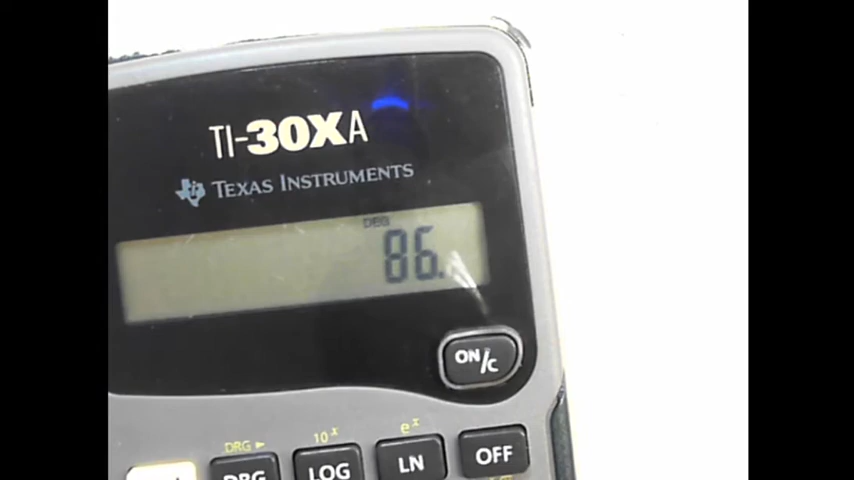 TI-30XA
TEXAS INSTRUMENTS
DEG
86.
ON/C
DRG ► 10ˣ eˣ
DRG LOG LN OFF